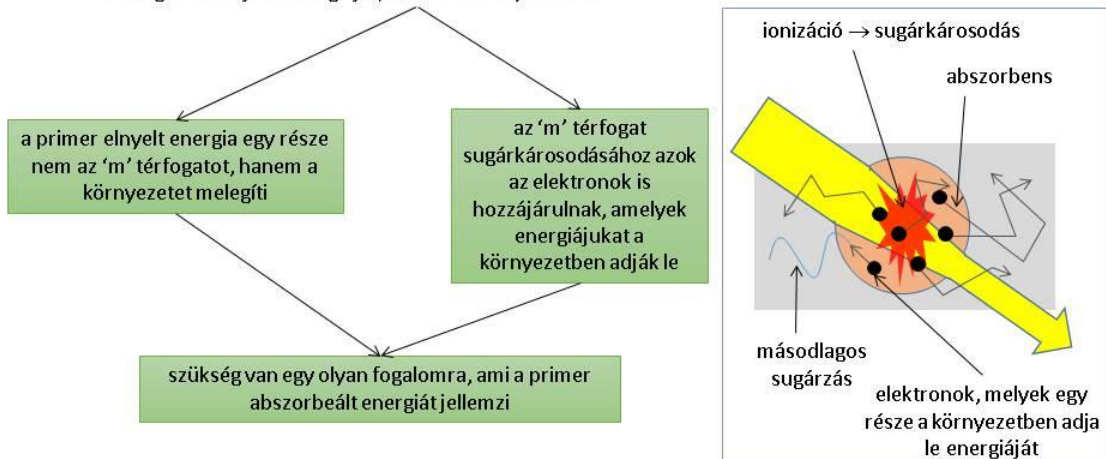 a primer elnyelt energia egy része
nem az ‘m’ térfogatot, hanem a
környezetet melegíti
az ‘m’ térfogat
sugárkárosodásához azok
az elektronok is
hozzájárulnak, amelyek
energiájukat a
környezetben adják le
szükség van egy olyan fogalomra, ami a primer
abszorbeált energiát jellemzi
ionizáció → sugárkárosodás
abszorbens
másodlagos
sugárzás
elektronok, melyek egy
része a környezetben adja
le energiáját